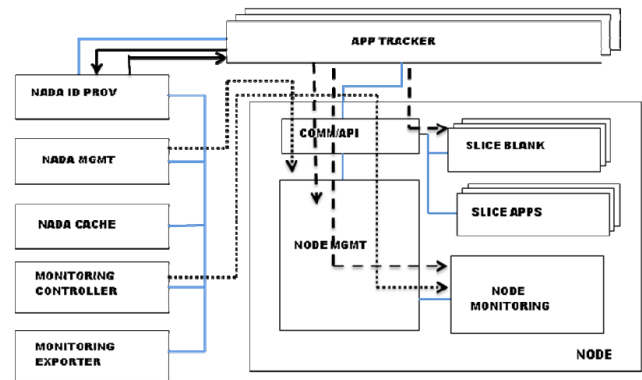 APP TRACKER
NADA ID PROV
COMM/API
SLICE BLANK
NADA MGMT
SLICE APPS
NADA CACHE
NODE MGMT
MONITORING
CONTROLLER
NODE
MONITORING
MONITORING
EXPORTER
NODE